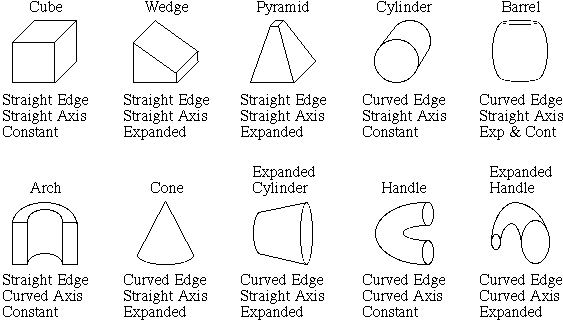 Cube
Wedge
Pyramid
Cylinder
Barrel
Straight Edge
Straight Axis
Constant
Straight Edge
Straight Axis
Expanded
Straight Edge
Straight Axis
Expanded
Curved Edge
Straight Axis
Constant
Curved Edge
Straight Axis
Exp & Cont
Arch
Cone
Expanded
Cylinder
Handle
Expanded
Handle
Straight Edge
Curved Axis
Constant
Curved Edge
Straight Axis
Expanded
Curved Edge
Straight Axis
Expanded
Curved Edge
Curved Axis
Constant
Curved Edge
Curved Axis
Expanded